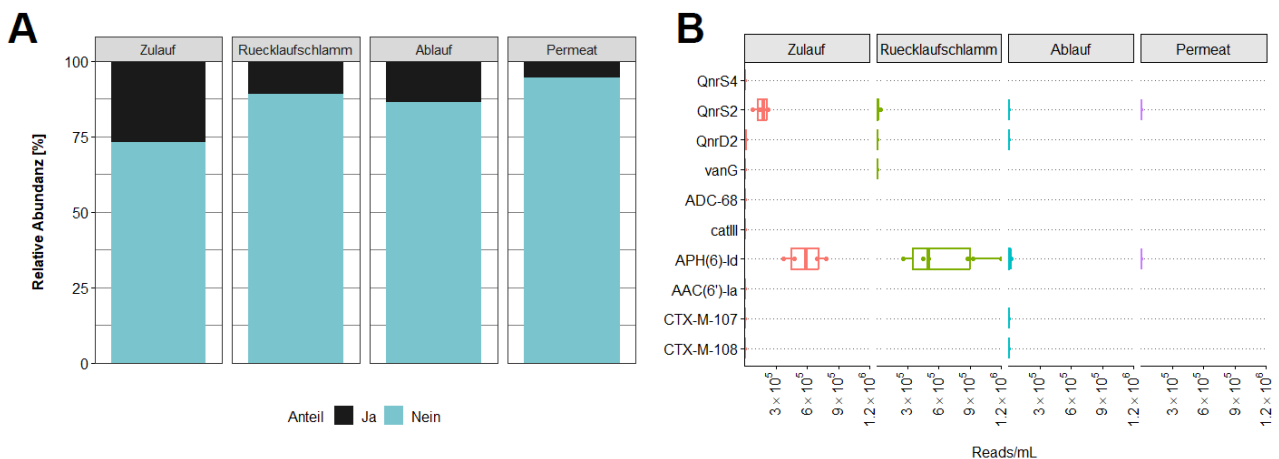 A
Zulauf Ruecklaufschlamm Ablauf Permeat
Relative Abundanz [%]
100
75
50
25
0
Anteil Ja Nein
B
Zulauf Ruecklaufschlamm Ablauf Permeat
QnrS4
QnrS2
QnrD2
vanG
ADC-68
catIII
APH(6)-Id
AAC(6')-Ia
CTX-M-107
CTX-M-108
3 × 10⁵ 6 × 10⁵ 9 × 10⁵ 1.2 × 10⁶ 3 × 10⁵ 6 × 10⁵ 9 × 10⁵ 1.2 × 10⁶ 3 × 10⁵ 6 × 10⁵ 9 × 10⁵ 1.2 × 10⁶ 3 × 10⁵ 6 × 10⁵ 9 × 10⁵ 1.2 × 10⁶
Reads/mL